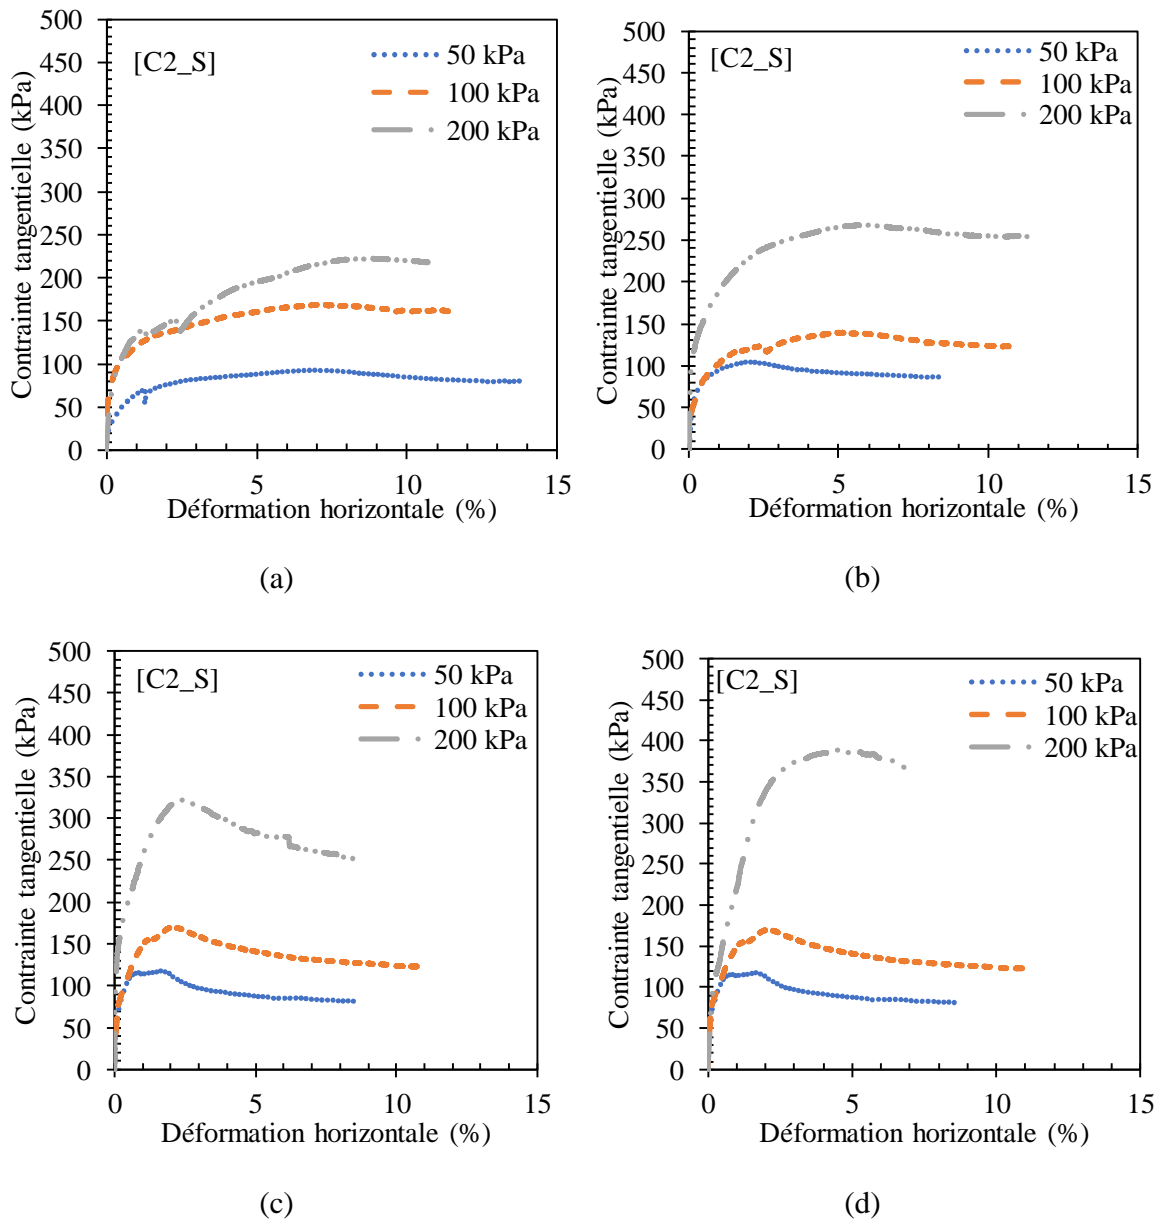 500
450
400
350
300
250
200
150
100
50
0
Contrainte tangentielle (kPa)
[C2_S]
50 kPa
100 kPa
200 kPa
0 5 10 15
Déformation horizontale (%)
(a)
500
450
400
350
300
250
200
150
100
50
0
Contrainte tangentielle (kPa)
[C2_S]
50 kPa
100 kPa
200 kPa
0 5 10 15
Déformation horizontale (%)
(b)
500
450
400
350
300
250
200
150
100
50
0
Contrainte tangentielle (kPa)
[C2_S]
50 kPa
100 kPa
200 kPa
0 5 10 15
Déformation horizontale (%)
(c)
500
450
400
350
300
250
200
150
100
50
0
Contrainte tangentielle (kPa)
[C2_S]
50 kPa
100 kPa
200 kPa
0 5 10 15
Déformation horizontale (%)
(d)